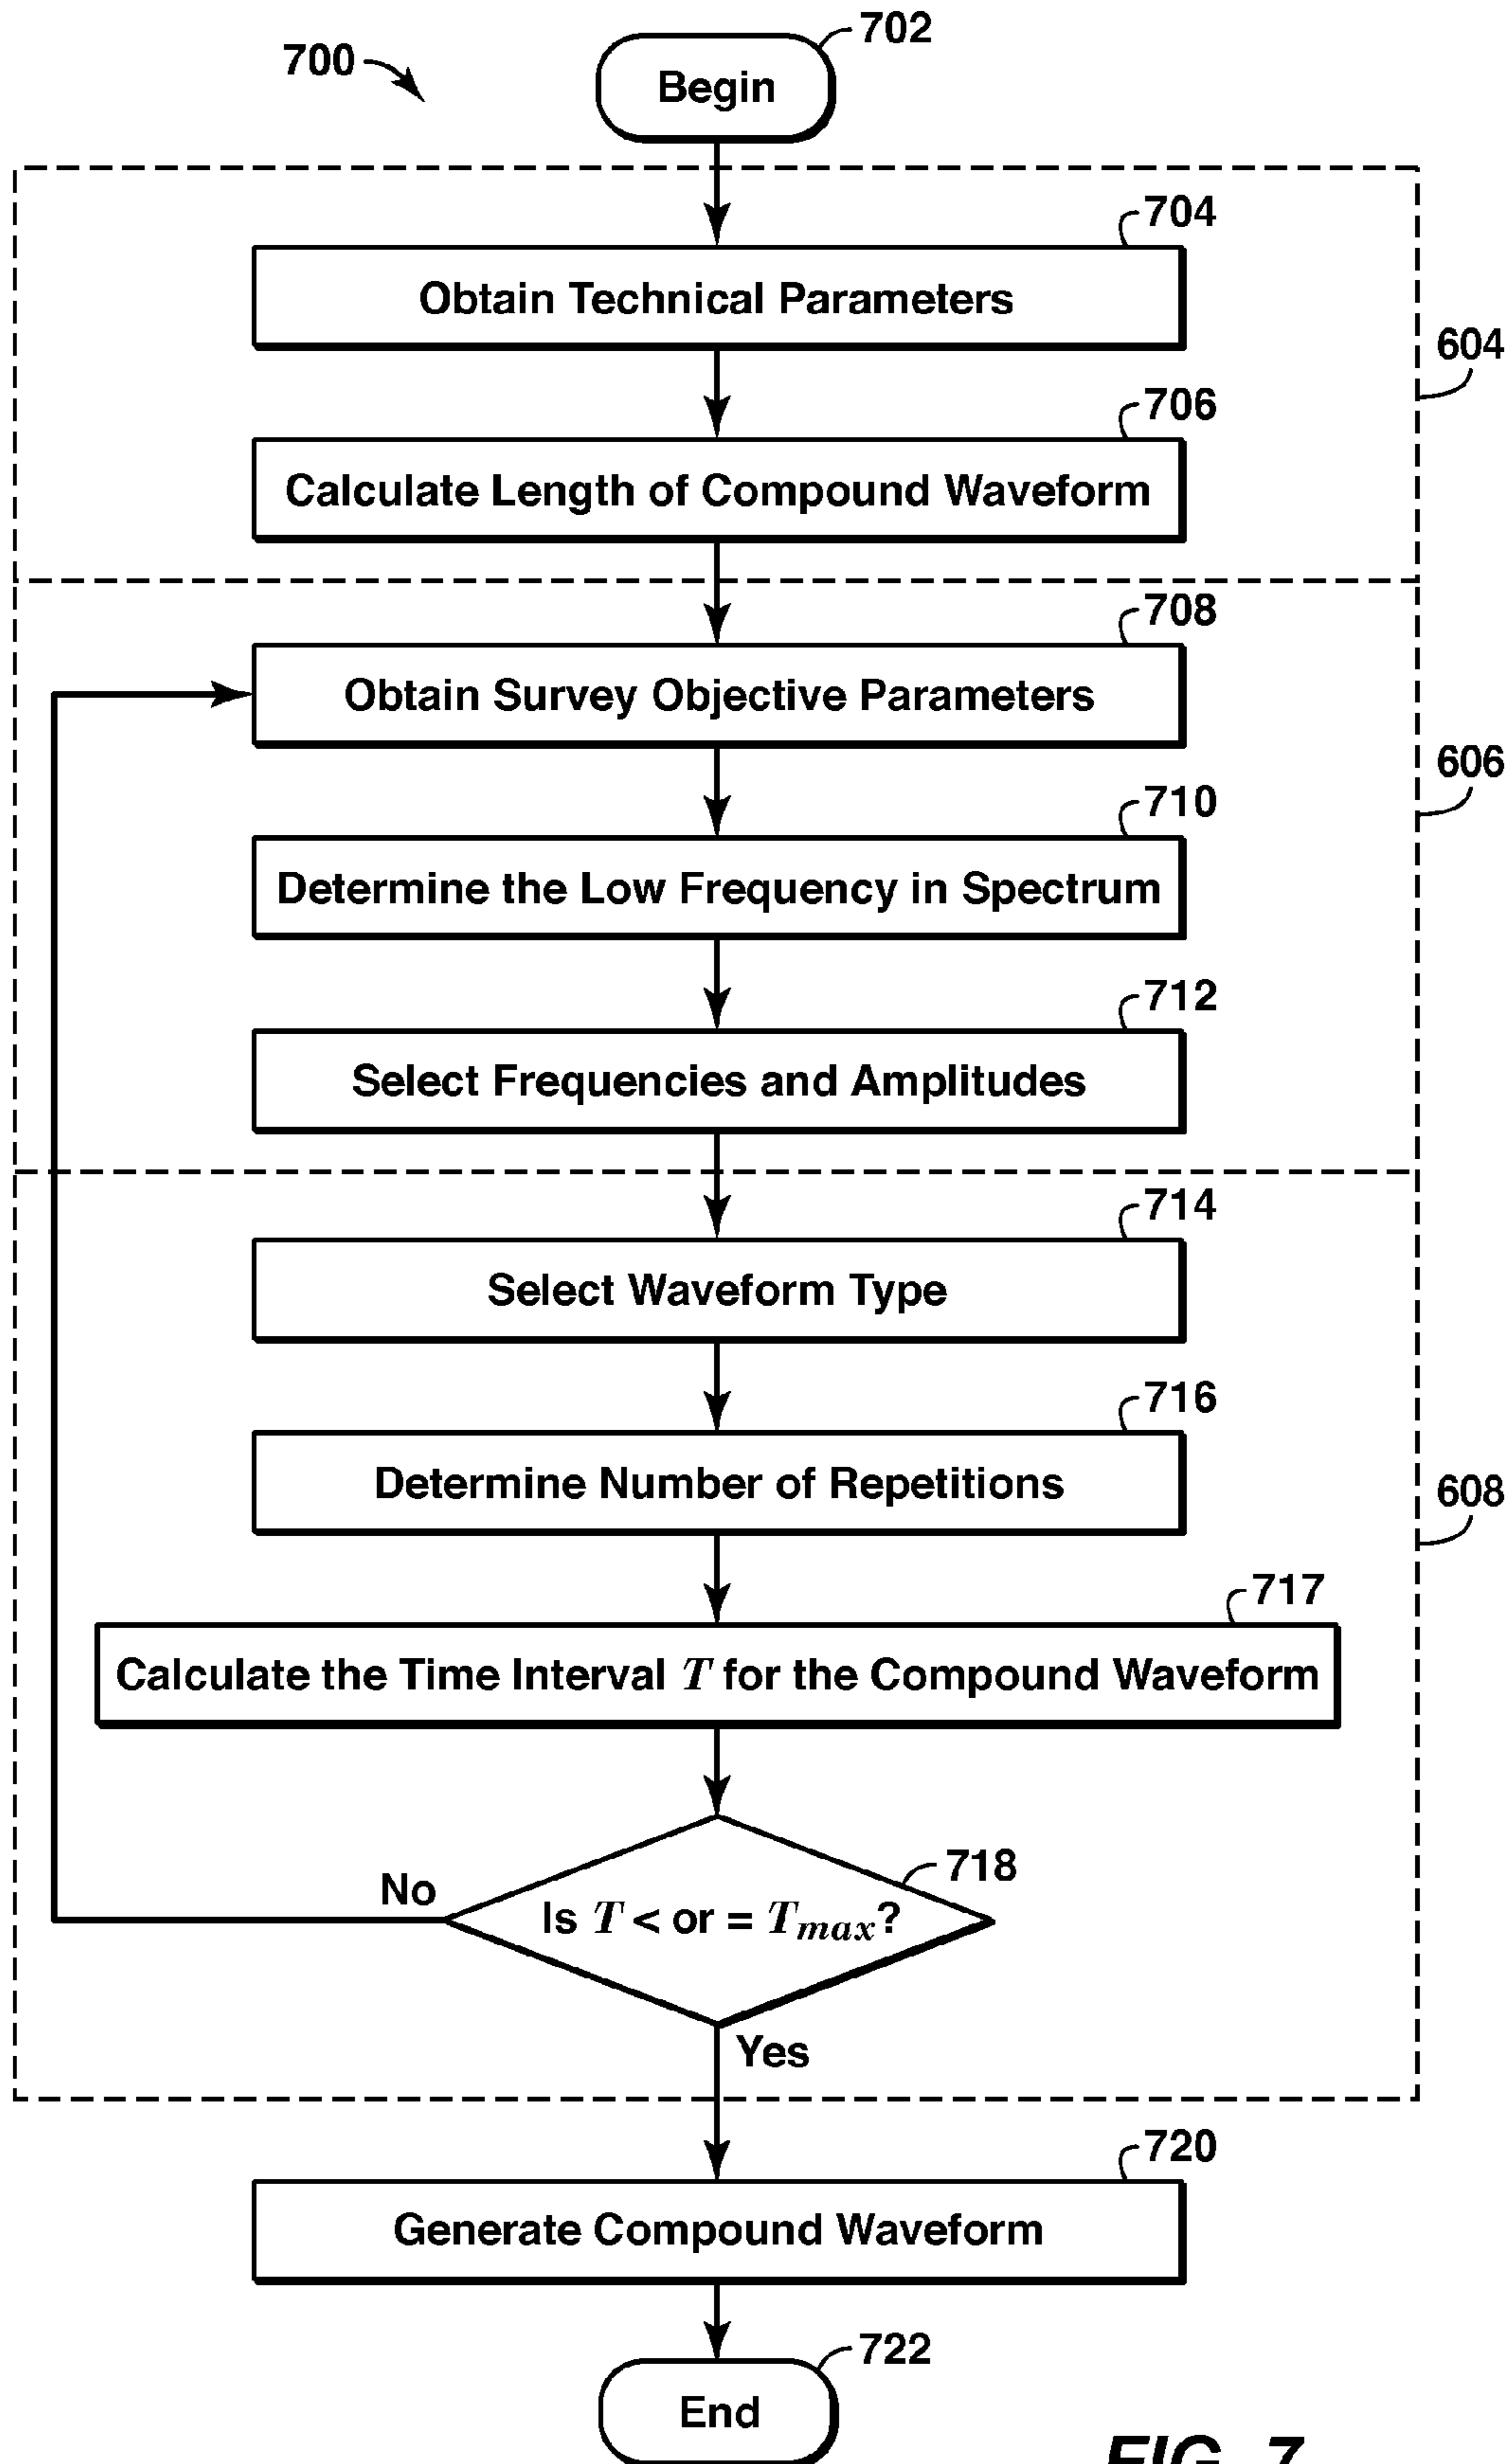 702
700
Begin
704
Obtain Technical Parameters
604
706
Calculate Length of Compound Waveform
708
Obtain Survey Objective Parameters
606
710
Determine the Low Frequency in Spectrum
712
Select Frequencies and Amplitudes
714
Select Waveform Type
716
Determine Number of Repetitions
608
717
Calculate the Time Interval T for the Compound Waveform
718
No
Is T < or = Tmax?
Yes
720
Generate Compound Waveform
722
End
FIG. 7